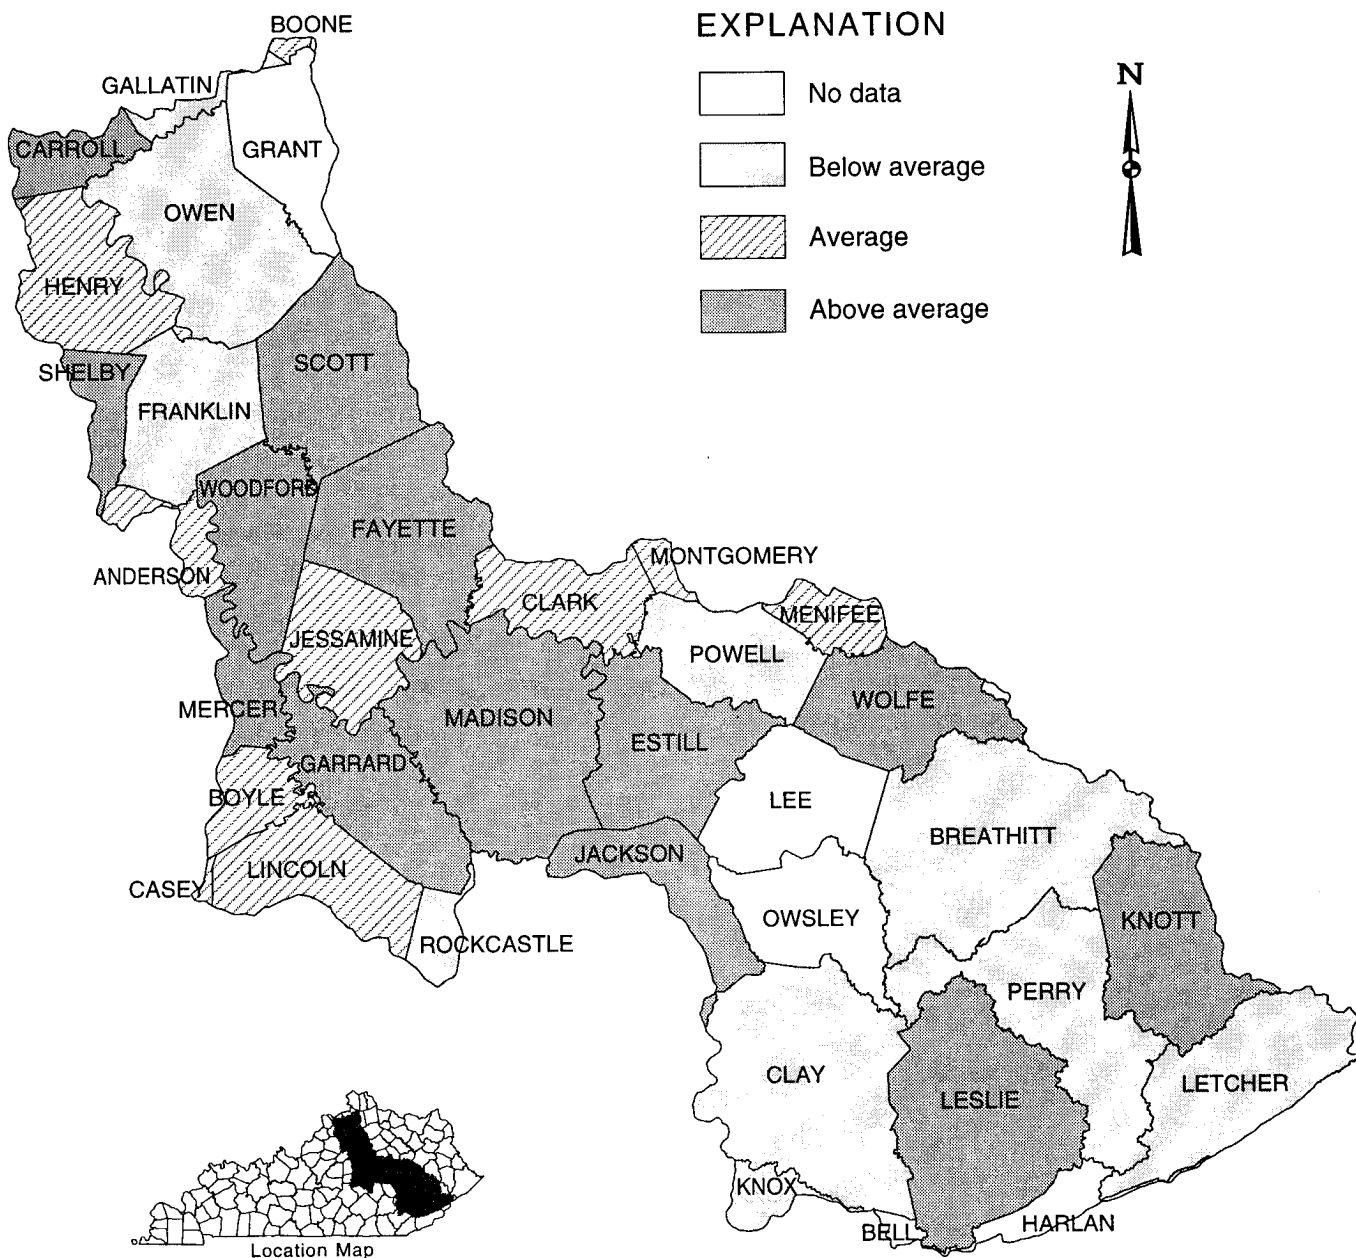 BOONE
EXPLANATION
GALLATIN
No data
N
CARROLL
GRANT
Below average
OWEN
Average
HENRY
Above average
SHELBY
SCOTT
FRANKLIN
WOODFORD
FAYETTE
MONTGOMERY
ANDERSON
CLARK
MENIFEE
JESSAMINE
POWELL
MERCER
MADISON
WOLFE
ESTILL
GARRARD
BOYLE
LEE
BREATHITT
JACKSON
LINCOLN
CASEY
OWSLEY
KNOTT
ROCKCASTLE
PERRY
CLAY
LETCHER
LESLIE
KNOX
HARLAN
BELL
Location Map